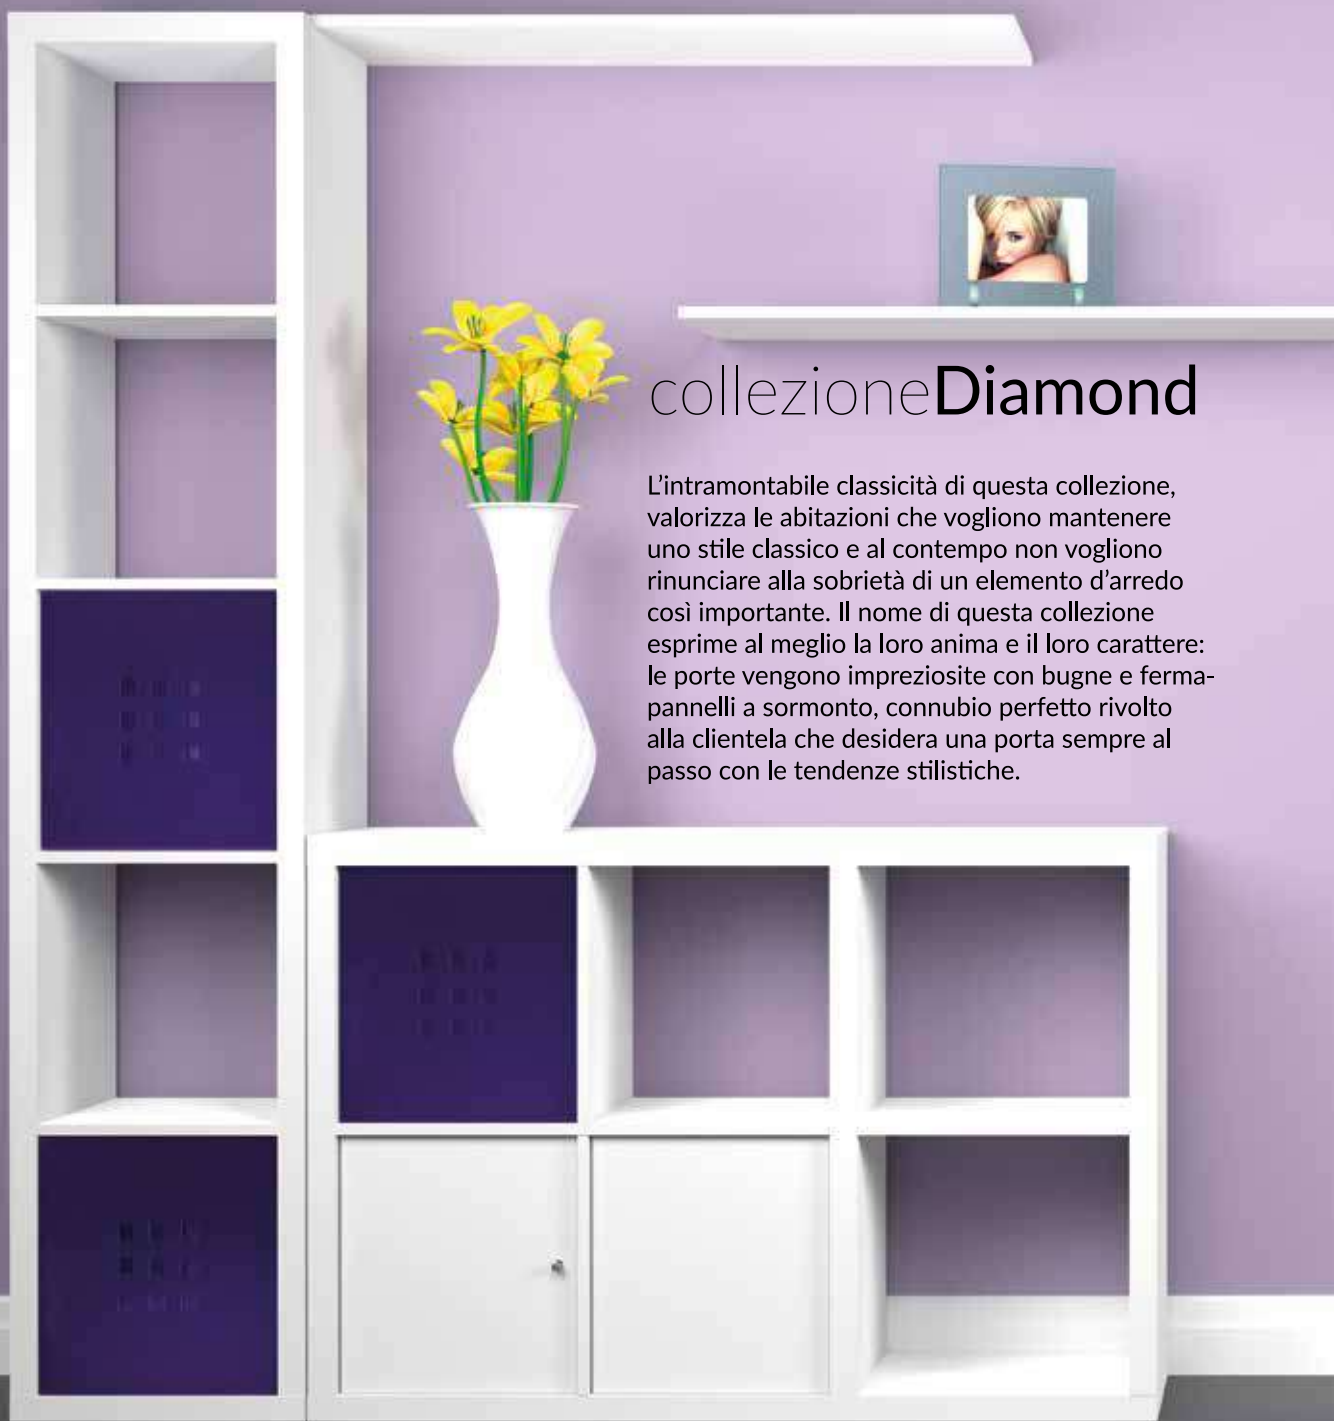 collezioneDiamond
L’intramontabile classicità di questa collezione,
valorizza le abitazioni che vogliono mantenere
uno stile classico e al contempo non vogliono
rinunciare alla sobrietà di un elemento d’arredo
così importante. Il nome di questa collezione
esprime al meglio la loro anima e il loro carattere:
le porte vengono impreziosite con bugne e ferma-
pannelli a sormonto, connubio perfetto rivolto
alla clientela che desidera una porta sempre al
passo con le tendenze stilistiche.